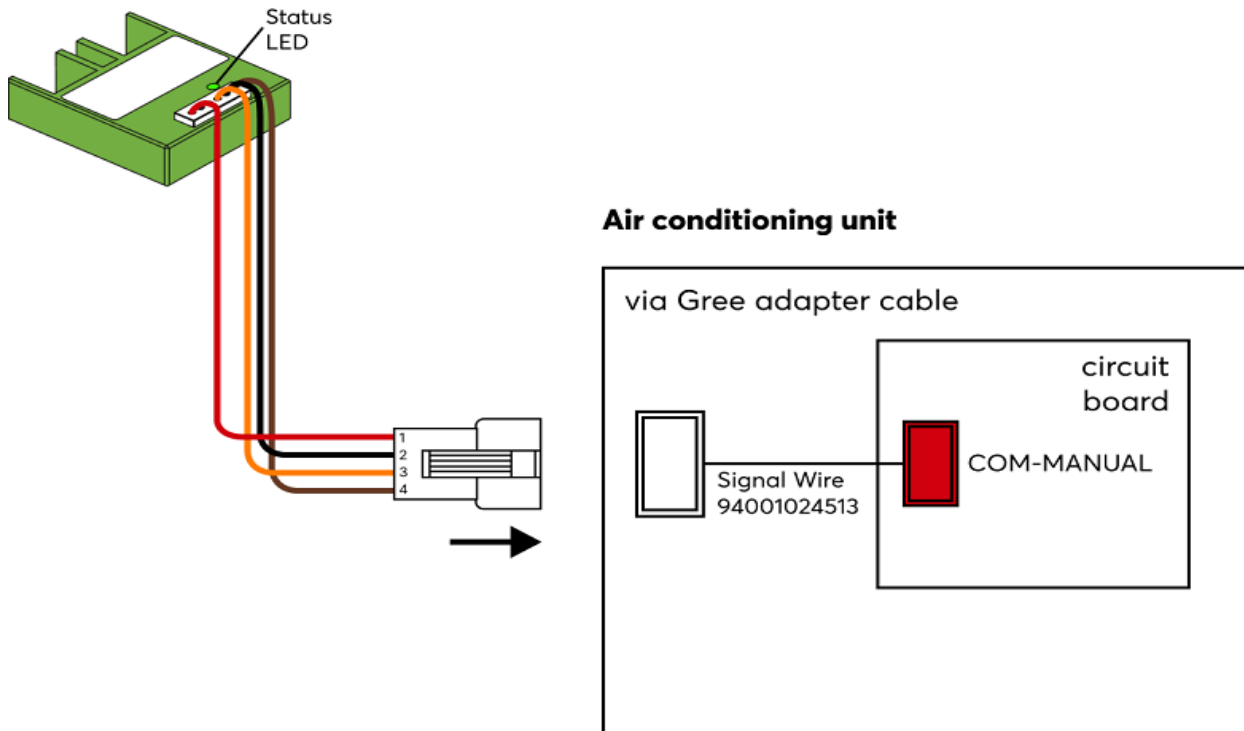 Status
LED
Air conditioning unit
via Gree adapter cable
circuit
board
1
2
3
4
COM-MANUAL
Signal Wire
94001024513